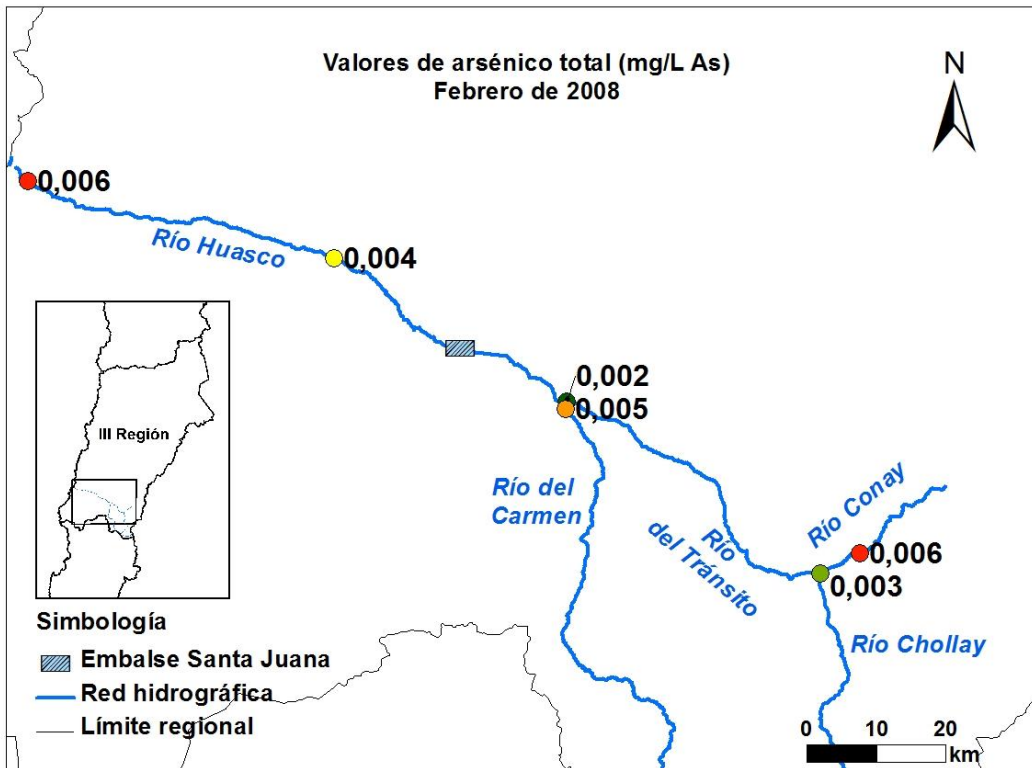 Valores de arsénico total (mg/L As)
Febrero de 2008
N
0,006
Río Huasco
0,004
0,002
0,005
III Región
Río del
Carmen
Río
del Tránsito
Río Conay
0,006
0,003
Río Chollay
Simbología
Embalse Santa Juana
Red hidrográfica
Límite regional
0 10 20
km